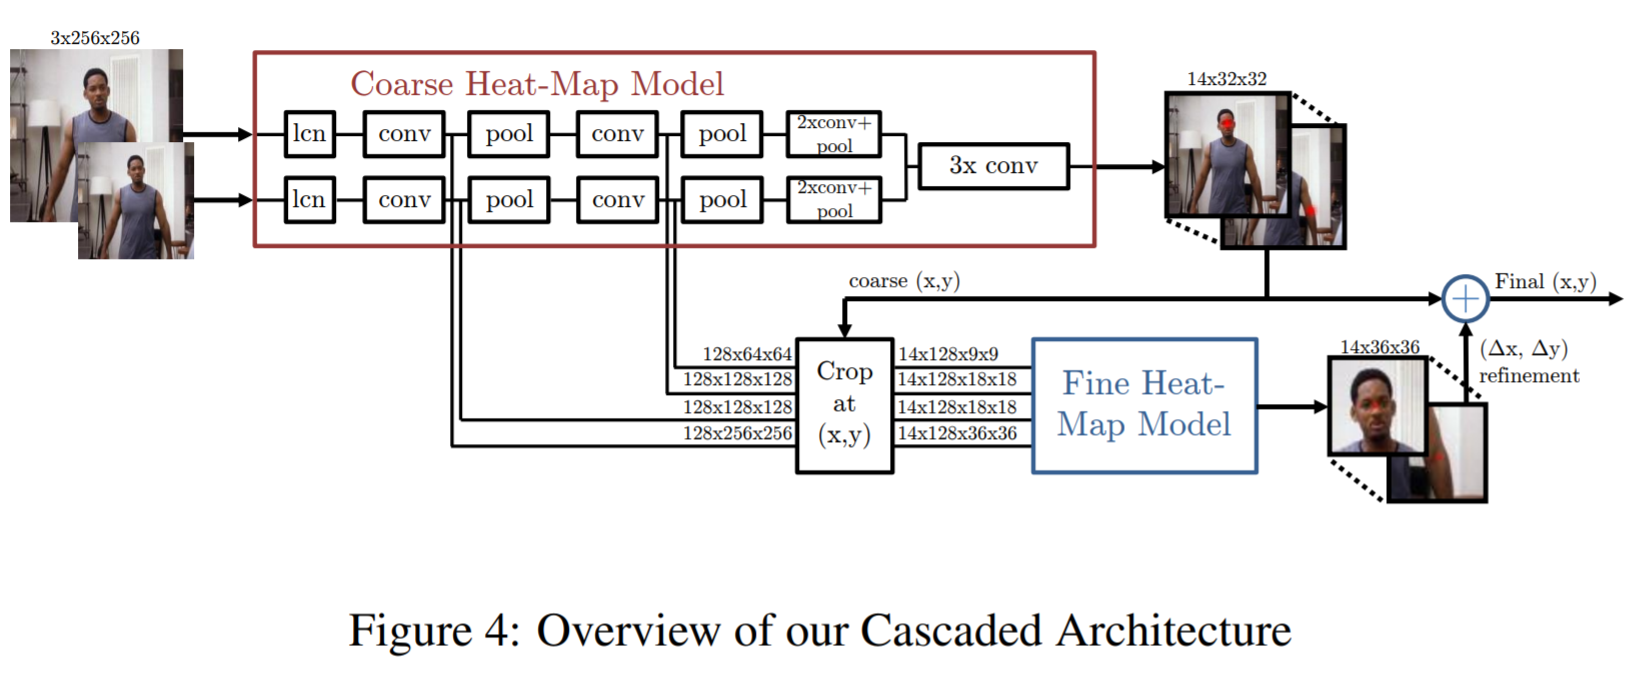 3x256x256
Coarse Heat-Map Model
lcn
conv
pool
conv
pool
2xconv+
pool
lcn
conv
pool
conv
pool
2xconv+
pool
3x conv
14x32x32
coarse (x,y)
Final (x,y)
128x64x64
128x128x128
128x128x128
128x256x256
Crop
at
(x,y)
14x128x9x9
14x128x18x18
14x128x18x18
14x128x36x36
Fine Heat-
Map Model
14x36x36
(Δx, Δy)
refinement
Figure 4: Overview of our Cascaded Architecture